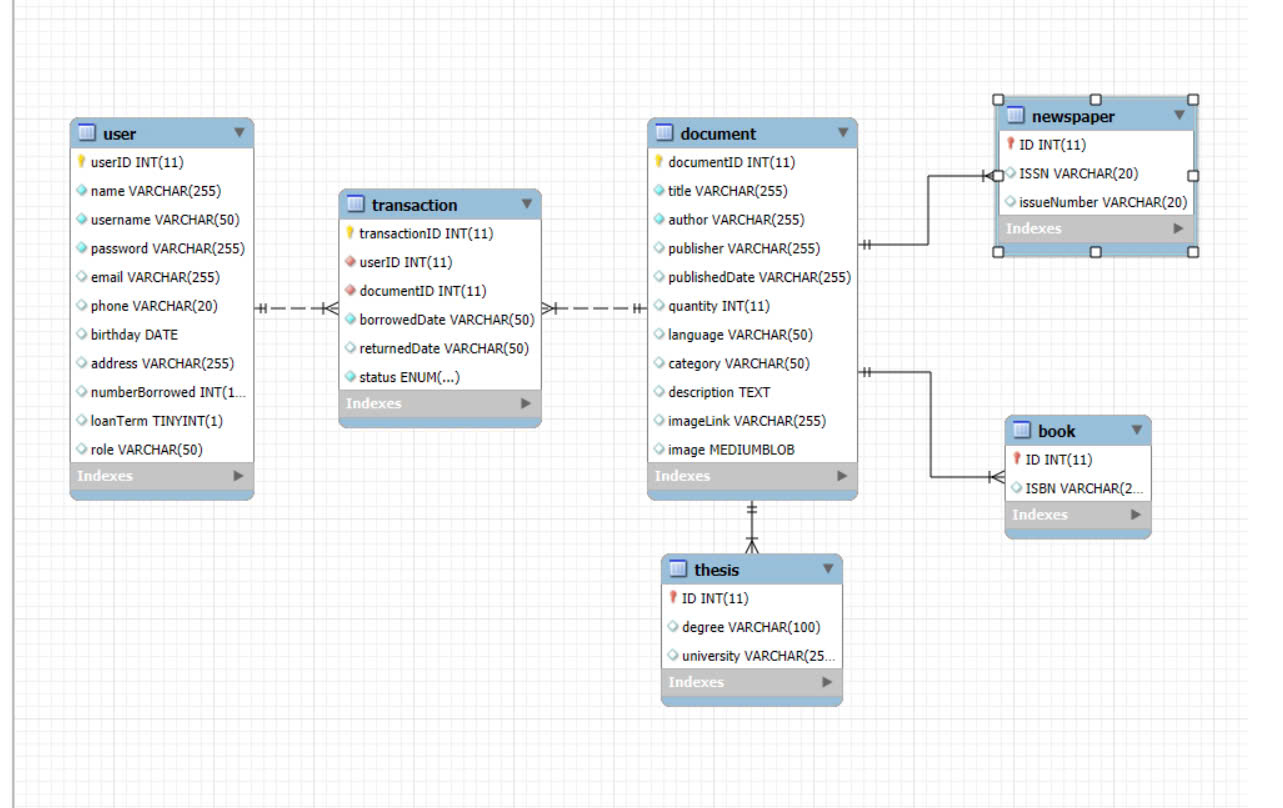 user
userID INT(11)
name VARCHAR(255)
username VARCHAR(50)
password VARCHAR(255)
email VARCHAR(255)
phone VARCHAR(20)
birthday DATE
address VARCHAR(255)
numberBorrowed INT(1...
loanTerm TINYINT(1)
role VARCHAR(50)
Indexes
transaction
transactionID INT(11)
userID INT(11)
documentID INT(11)
borrowedDate VARCHAR(50)
returnedDate VARCHAR(50)
status ENUM(...)
Indexes
document
documentID INT(11)
title VARCHAR(255)
author VARCHAR(255)
publisher VARCHAR(255)
publishedDate VARCHAR(255)
quantity INT(11)
language VARCHAR(50)
category VARCHAR(50)
description TEXT
imageLink VARCHAR(255)
image MEDIUMBLOB
Indexes
newspaper
ID INT(11)
ISSN VARCHAR(20)
issueNumber VARCHAR(20)
Indexes
book
ID INT(11)
ISBN VARCHAR(2...
Indexes
thesis
ID INT(11)
degree VARCHAR(100)
university VARCHAR(25...
Indexes